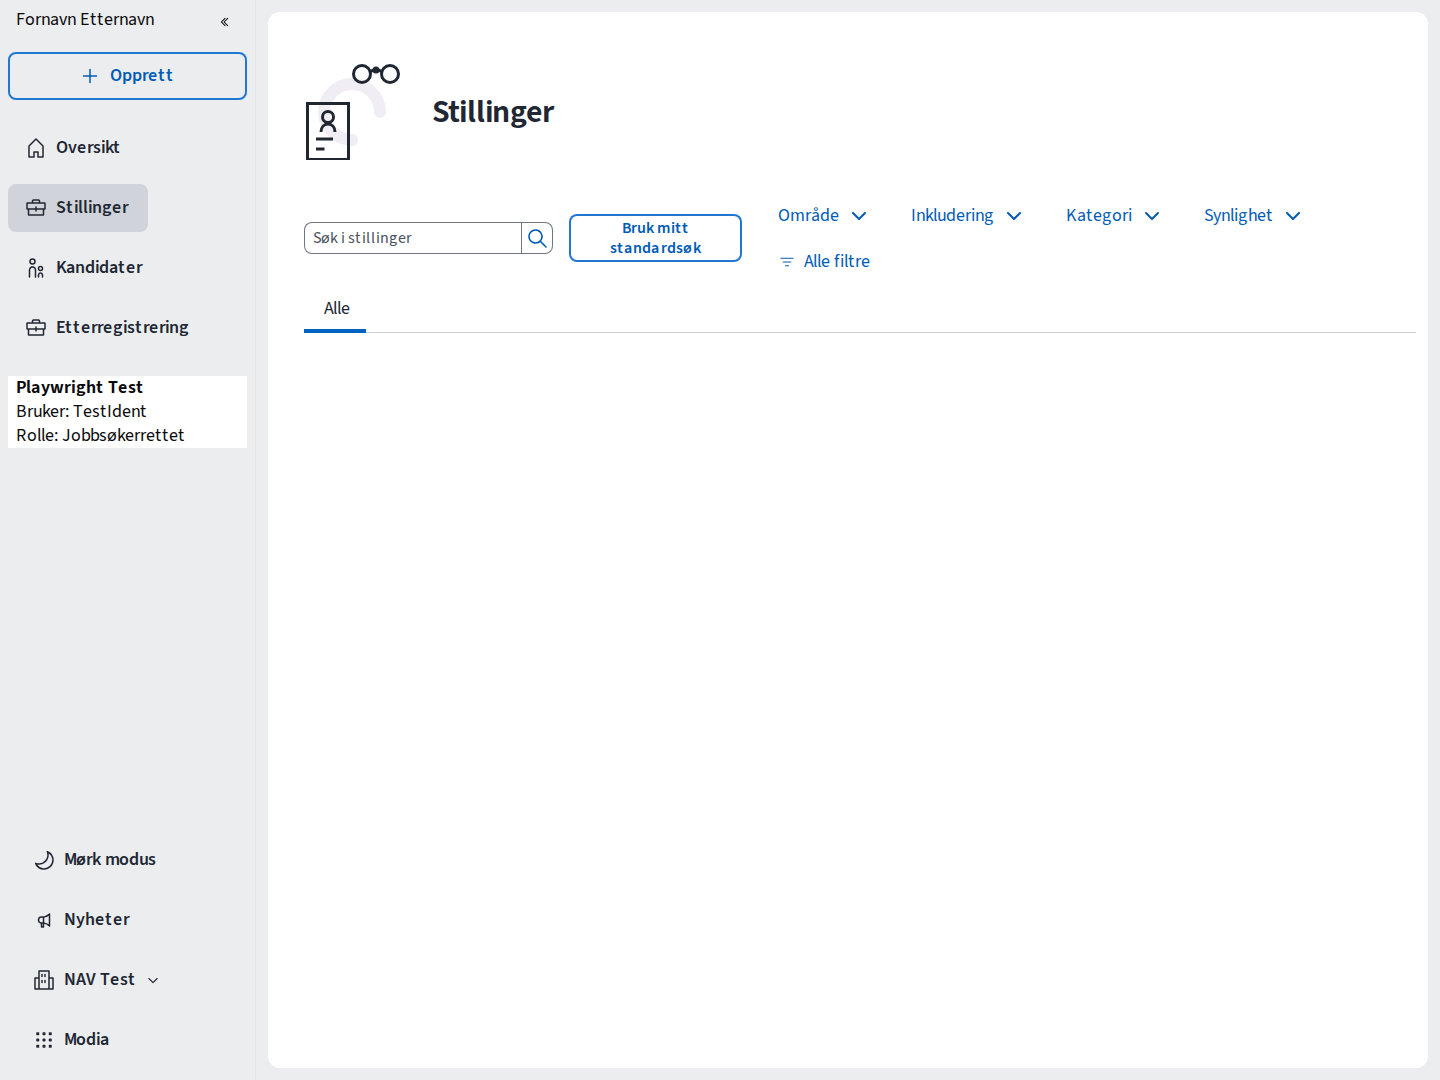 Fornavn Etternavn
Opprett
Oversikt
Stillinger
Kandidater
Etterregistrering
Playwright Test
Bruker: TestIdent
Rolle: Jobbsøkerrettet
Mørk modus
Nyheter
NAV Test
Modia
Stillinger
Søk i stillinger
Bruk mitt
standardsøk
Område
Inkludering
Kategori
Synlighet
Alle filtre
Alle